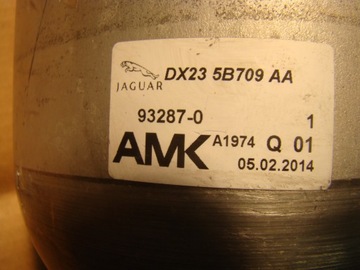 DX23 5B709 AA
JAGUAR
93287-0 1
AMK A1974 Q 01
05.02.2014